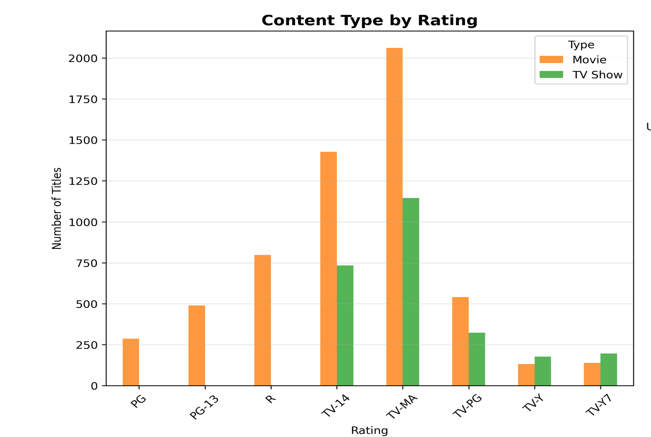 Content Type by Rating
Type
Movie
TV Show
Number of Titles
2000
1750
1500
1250
1000
750
500
250
0
PG
PG-13
R
TV-14
TV-MA
TV-PG
TV-Y
TV-Y7
Rating